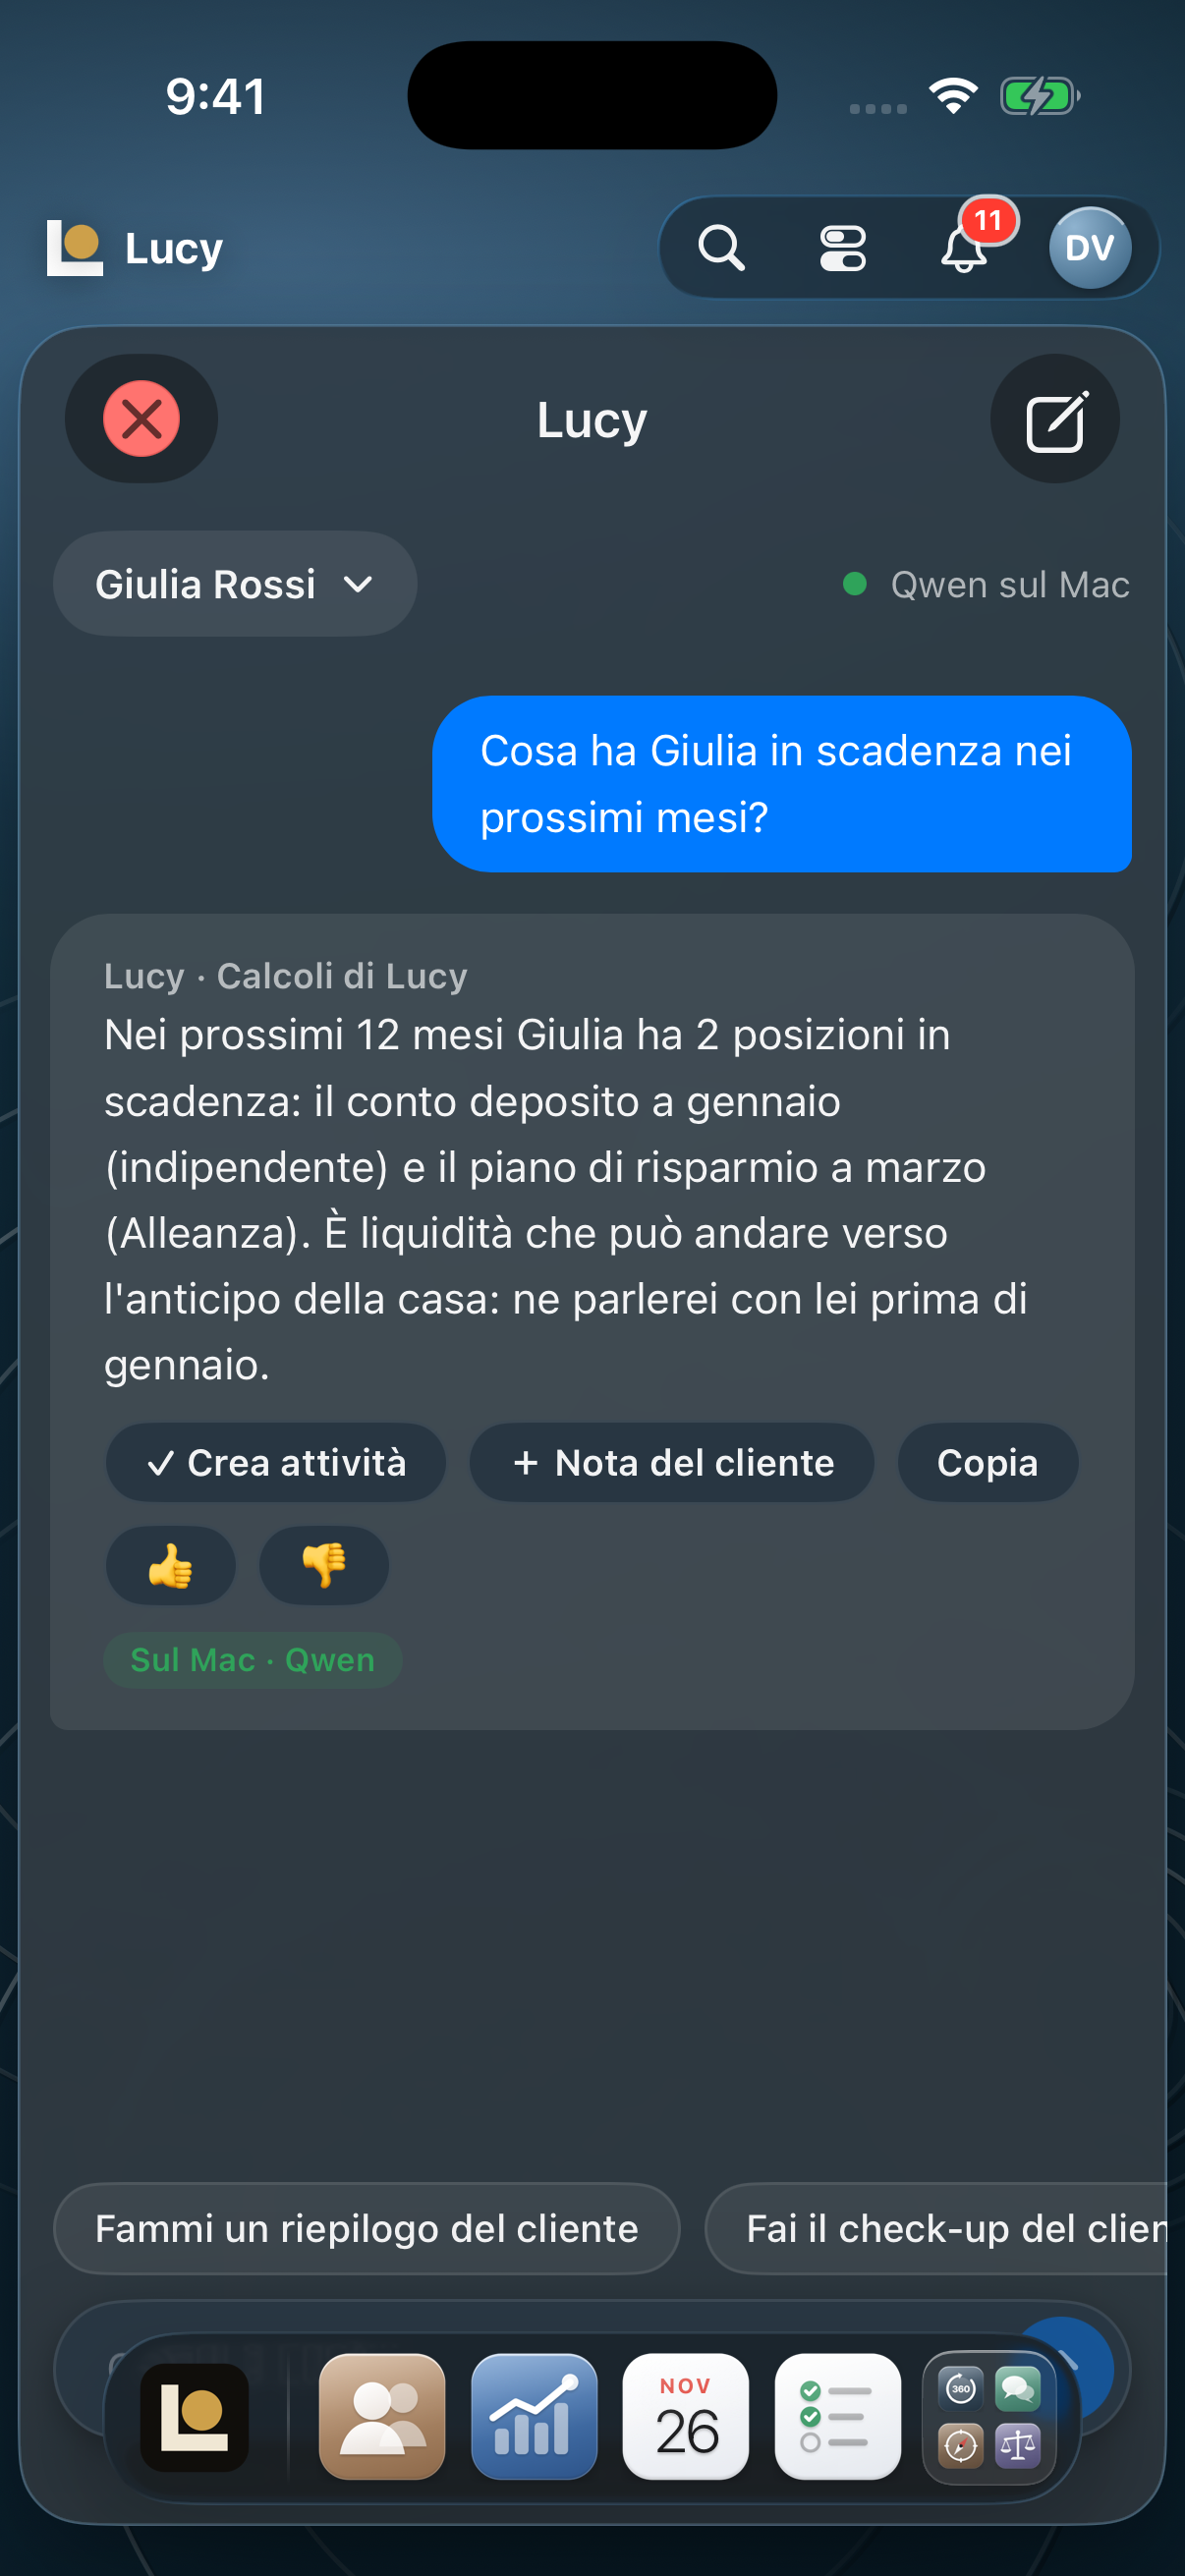 9:41
Lucy
11
DV
Lucy
Giulia Rossi
Qwen sul Mac
Cosa ha Giulia in scadenza nei
prossimi mesi?
Lucy · Calcoli di Lucy
Nei prossimi 12 mesi Giulia ha 2 posizioni in
scadenza: il conto deposito a gennaio
(indipendente) e il piano di risparmio a marzo
(Alleanza). È liquidità che può andare verso
l'anticipo della casa: ne parlerei con lei prima di
gennaio.
✓ Crea attività
+ Nota del cliente
Copia
👍 👎
Sul Mac · Qwen
Fammi un riepilogo del cliente
Fai il check-up del clien
NOV
26
360